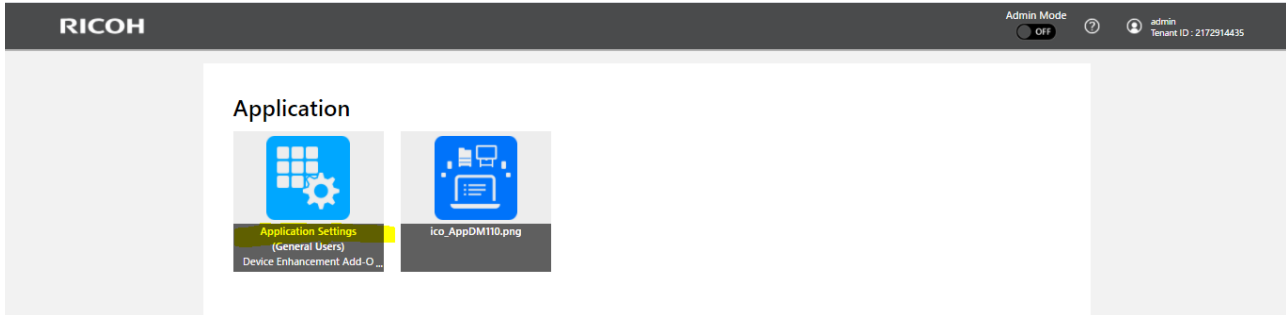 RICOH
Admin Mode
OFF
?
admin
Tenant ID : 2172914435
Application
Application Settings
(General Users)
Device Enhancement Add-O...
ico_AppDM110.png